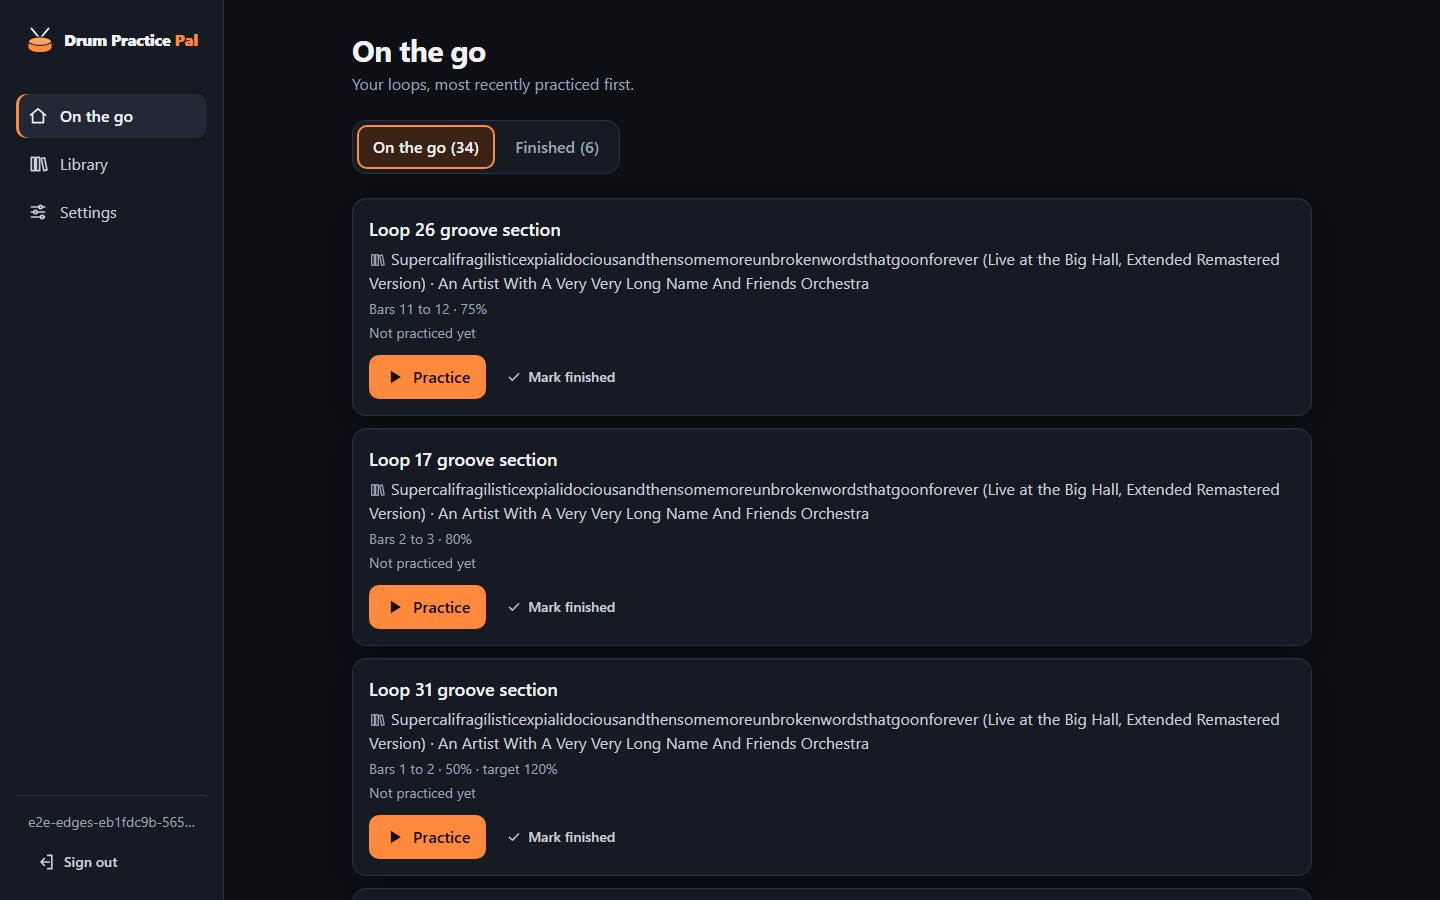 Drum Practice Pal
On the go
Library
Settings
e2e-edges-eb1fdc9b-565...
Sign out
On the go
Your loops, most recently practiced first.
On the go (34)
Finished (6)
Loop 26 groove section
Supercalifragilisticexpialidociousandthensomemoreunbrokenwordsthatgoonforever (Live at the Big Hall, Extended Remastered
Version) · An Artist With A Very Very Long Name And Friends Orchestra
Bars 11 to 12 · 75%
Not practiced yet
Practice
Mark finished
Loop 17 groove section
Supercalifragilisticexpialidociousandthensomemoreunbrokenwordsthatgoonforever (Live at the Big Hall, Extended Remastered
Version) · An Artist With A Very Very Long Name And Friends Orchestra
Bars 2 to 3 · 80%
Not practiced yet
Practice
Mark finished
Loop 31 groove section
Supercalifragilisticexpialidociousandthensomemoreunbrokenwordsthatgoonforever (Live at the Big Hall, Extended Remastered
Version) · An Artist With A Very Very Long Name And Friends Orchestra
Bars 1 to 2 · 50% · target 120%
Not practiced yet
Practice
Mark finished